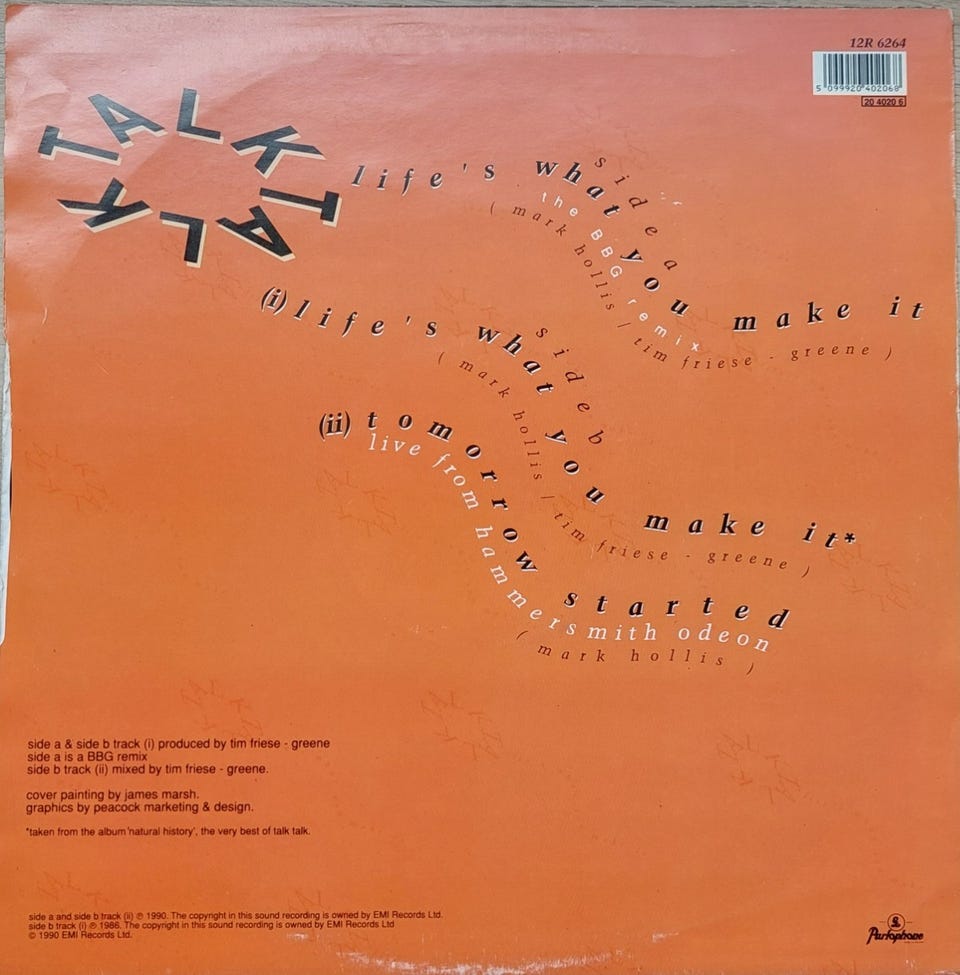 12R 6264
5 099920 402068
20 4020 6
TALK TALK
side a
life's what you make it
the BBG remix
( mark hollis / tim friese - greene )
side b
(i) life's what you make it*
( mark hollis / tim friese - greene )
(ii) tomorrow started
live from hammersmith odeon
( mark hollis )
side a & side b track (i) produced by tim friese - greene
side a is a BBG remix
side b track (ii) mixed by tim friese - greene.
cover painting by james marsh.
graphics by peacock marketing & design.
*taken from the album 'natural history', the very best of talk talk.
side a and side b track (ii) ℗ 1990. The copyright in this sound recording is owned by EMI Records Ltd.
side b track (i) ℗ 1986. The copyright in this sound recording is owned by EMI Records Ltd
© 1990 EMI Records Ltd.
Parlophone